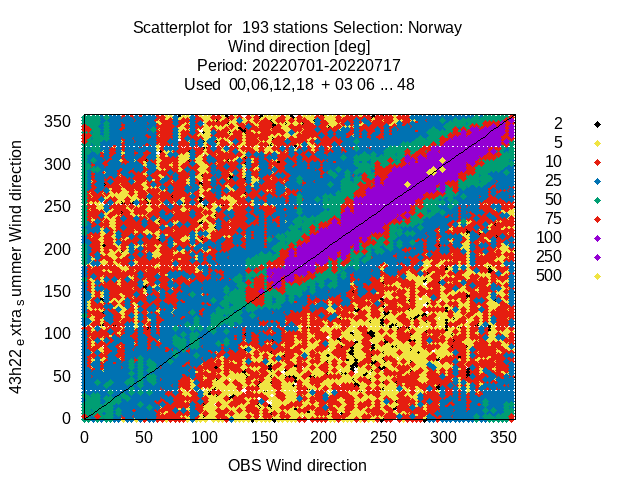 Scatterplot for 193 stations Selection: Norway
Wind direction [deg]
Period: 20220701-20220717
Used 00,06,12,18 + 03 06 ... 48
43h22 e xtra s ummer Wind direction
350
300
250
200
150
100
50
0
0 50 100 150 200 250 300 350
OBS Wind direction
2
5
10
25
50
75
100
250
500